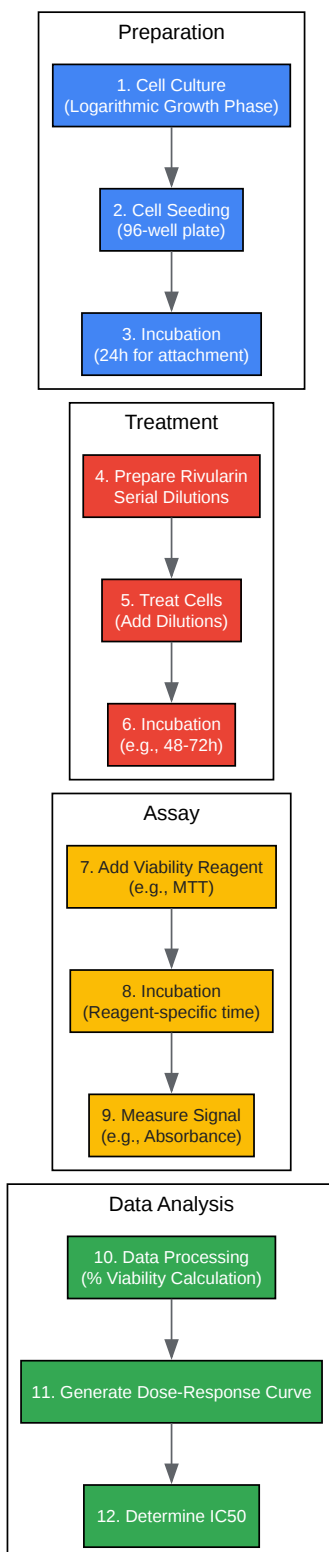 Preparation
1. Cell Culture
(Logarithmic Growth Phase)
2. Cell Seeding
(96-well plate)
3. Incubation
(24h for attachment)
Treatment
4. Prepare Rivularin
Serial Dilutions
5. Treat Cells
(Add Dilutions)
6. Incubation
(e.g., 48-72h)
Assay
7. Add Viability Reagent
(e.g., MTT)
8. Incubation
(Reagent-specific time)
9. Measure Signal
(e.g., Absorbance)
Data Analysis
10. Data Processing
(% Viability Calculation)
11. Generate Dose-Response Curve
12. Determine IC50